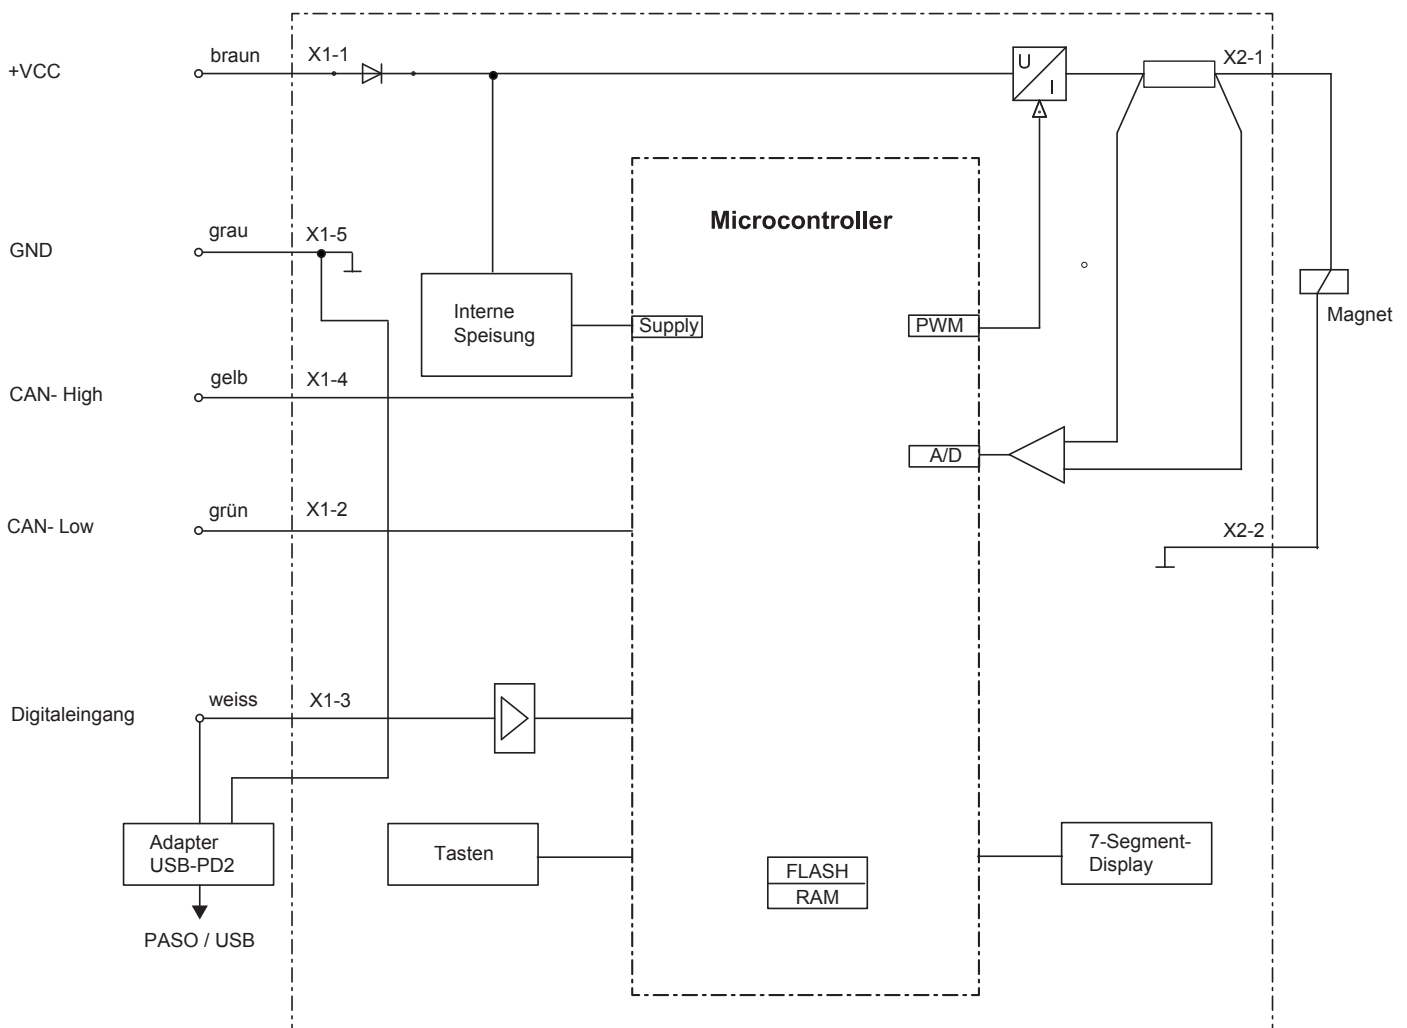 braun X1-1
+VCC
U
I
X2-1
Microcontroller
grau X1-5
GND
Interne
Speisung
Supply
PWM
Magnet
gelb X1-4
CAN- High
A/D
grün X1-2
CAN- Low
X2-2
weiss X1-3
Digitaleingang
Adapter
USB-PD2
Tasten
FLASH
RAM
7-Segment-
Display
PASO / USB